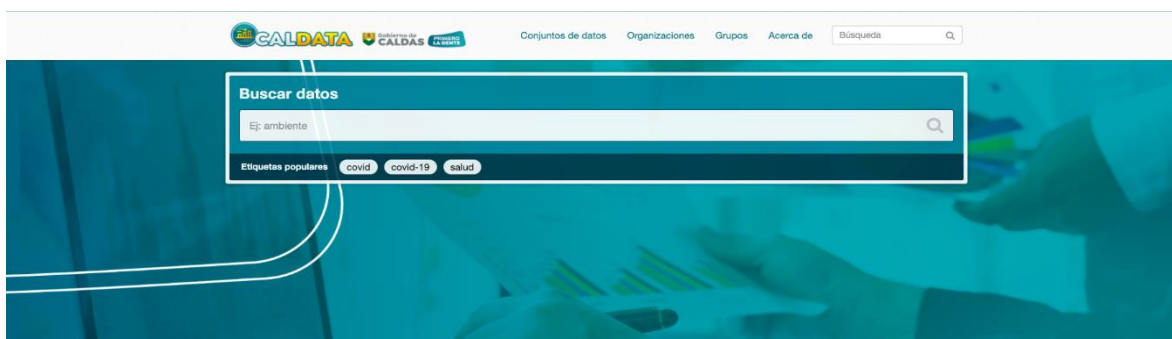 CALDATA Gobierno de CALDAS PRIMERO LA GENTE Conjuntos de datos Organizaciones Grupos Acerca de Búsqueda
Buscar datos
Ej: ambiente
Etiquetas populares covid covid-19 salud